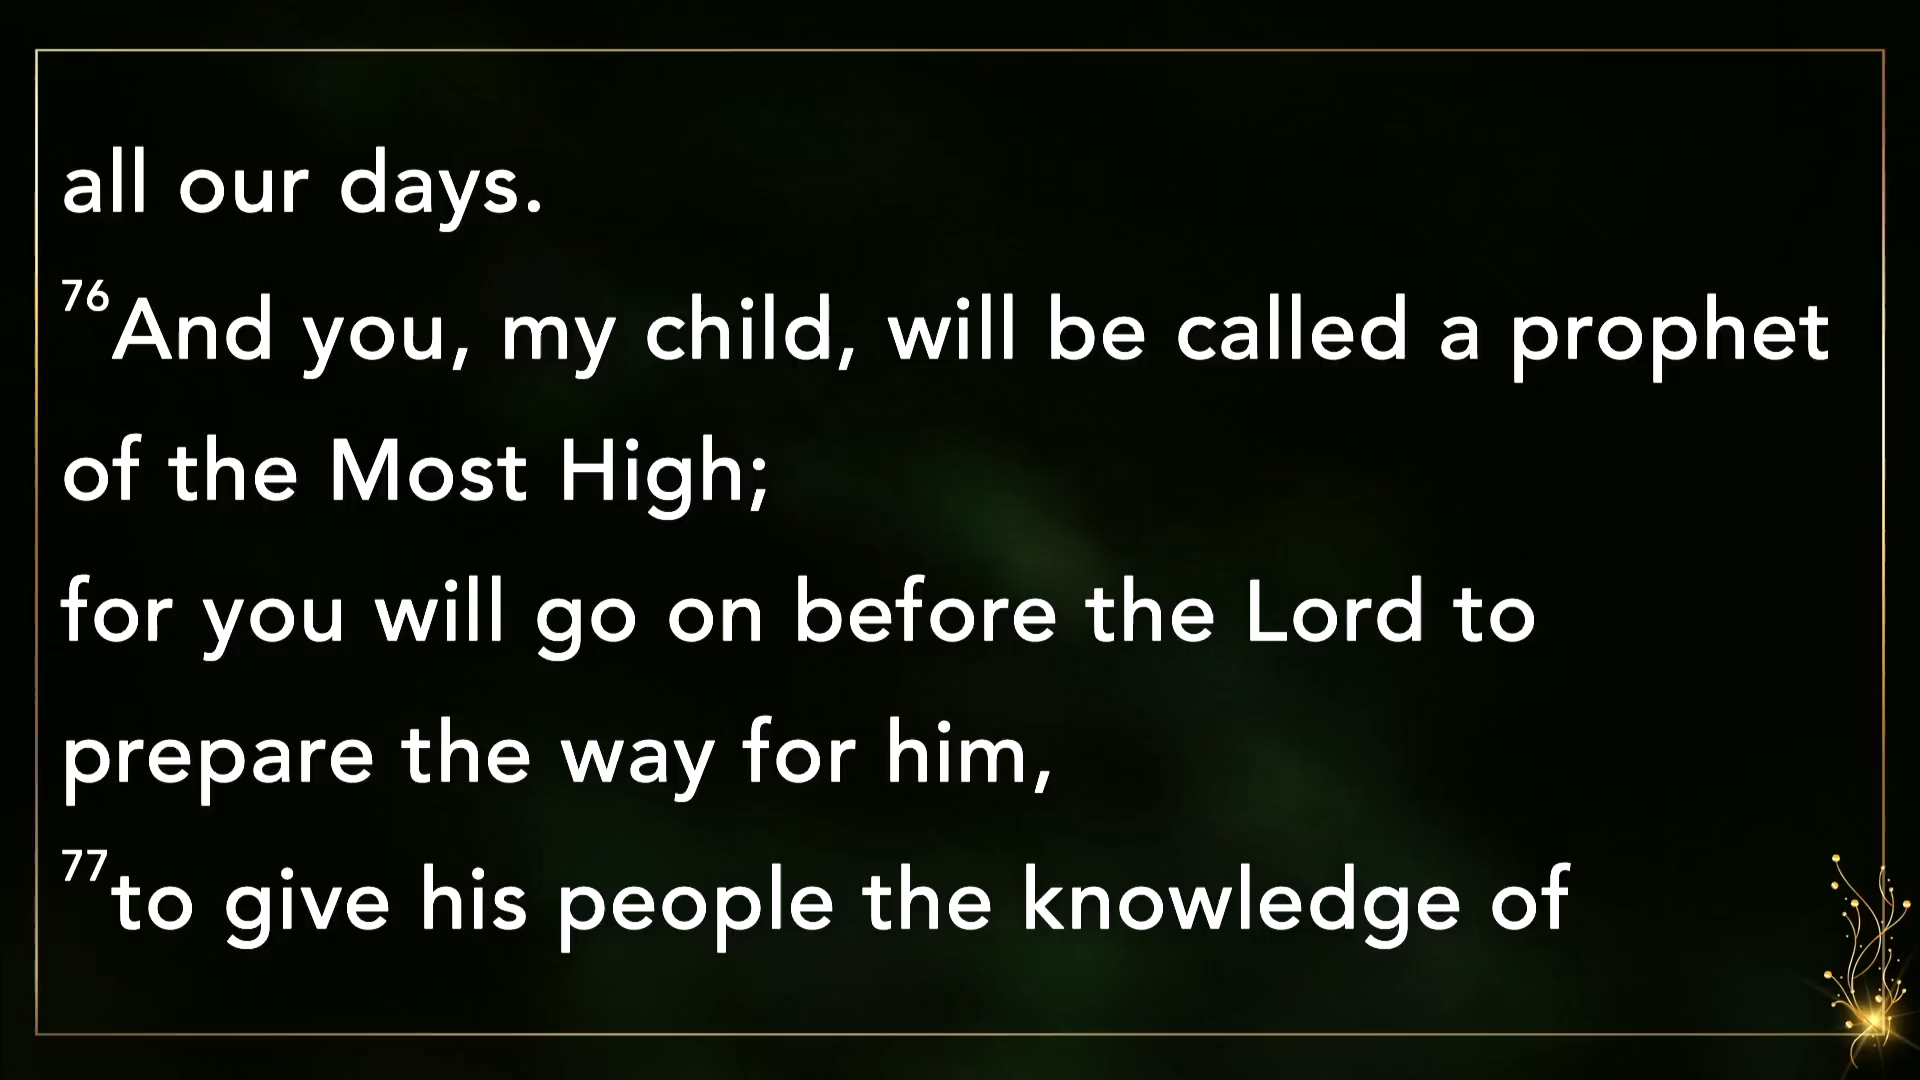 all our days.
76And you, my child, will be called a prophet
of the Most High;
for you will go on before the Lord to
prepare the way for him,
77to give his people the knowledge of